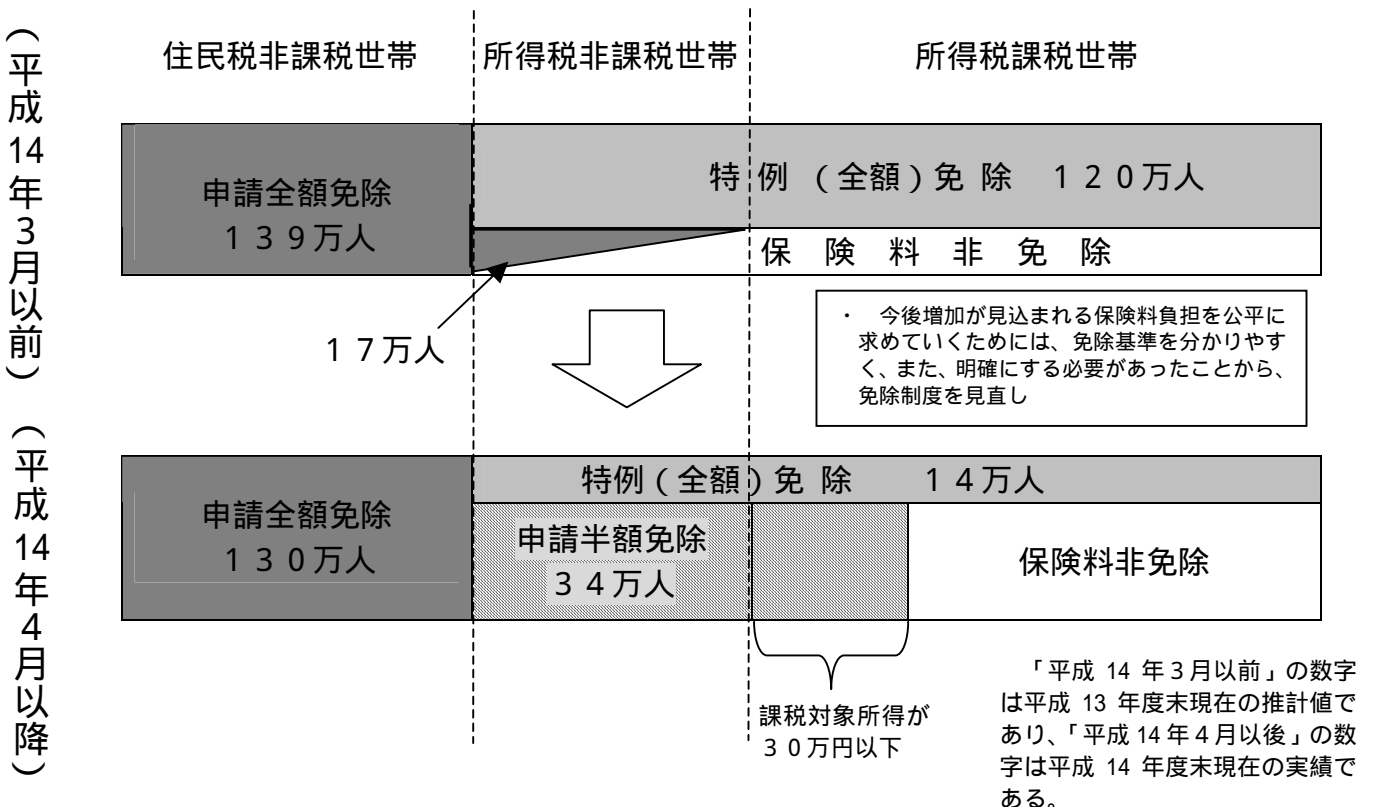 （平成14年3月以前）
住民税非課税世帯
所得税非課税世帯
所得税課税世帯
申請全額免除
１３９万人
特例（全額）免除　１２０万人
保険料非免除
１７万人
・　今後増加が見込まれる保険料負担を公平に
求めていくためには、免除基準を分かりやす
く、また、明確にする必要があったことから、
免除制度を見直し
（平成14年4月以降）
申請全額免除
１３０万人
特例（全額）免除　１４万人
申請半額免除
３４万人
保険料非免除
課税対象所得が
３０万円以下
「平成 14 年３月以前」の数字
は平成 13 年度末現在の推計値で
あり、「平成 14 年４月以後」の数
字は平成 14 年度末現在の実績で
ある。